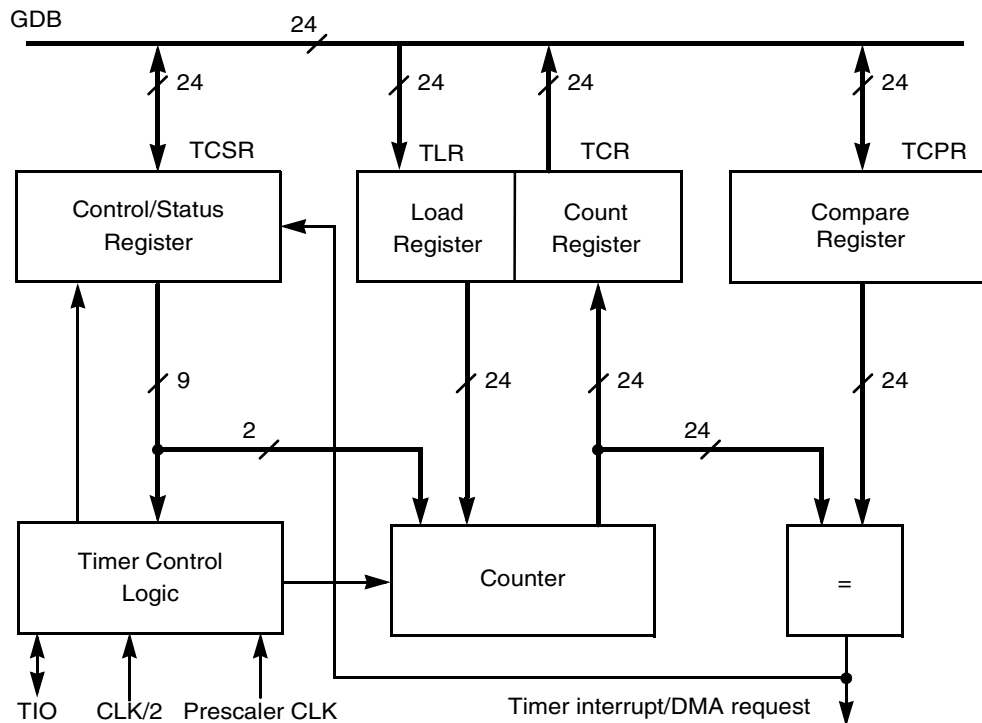 GDB
24
24
24
24
24
TCSR
TLR
TCR
TCPR
Control/Status
Register
Load
Register
Count
Register
Compare
Register
9
24
24
24
2
24
Timer Control
Logic
Counter
=
TIO
CLK/2
Prescaler CLK
Timer interrupt/DMA request